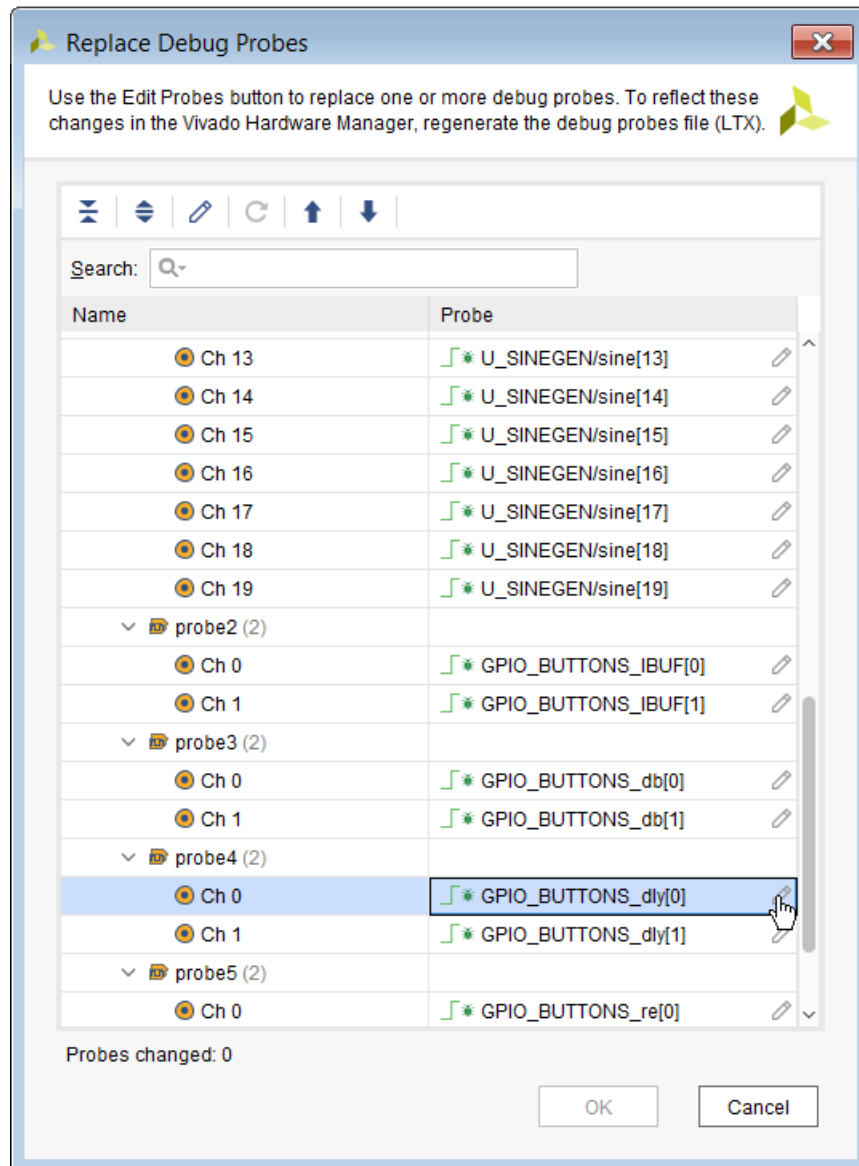 Replace Debug Probes
Use the Edit Probes button to replace one or more debug probes. To reflect these
changes in the Vivado Hardware Manager, regenerate the debug probes file (LTX).
Search:
Name Probe
Ch 13 U_SINEGEN/sine[13]
Ch 14 U_SINEGEN/sine[14]
Ch 15 U_SINEGEN/sine[15]
Ch 16 U_SINEGEN/sine[16]
Ch 17 U_SINEGEN/sine[17]
Ch 18 U_SINEGEN/sine[18]
Ch 19 U_SINEGEN/sine[19]
probe2 (2)
Ch 0 GPIO_BUTTONS_IBUF[0]
Ch 1 GPIO_BUTTONS_IBUF[1]
probe3 (2)
Ch 0 GPIO_BUTTONS_db[0]
Ch 1 GPIO_BUTTONS_db[1]
probe4 (2)
Ch 0 GPIO_BUTTONS_dly[0]
Ch 1 GPIO_BUTTONS_dly[1]
probe5 (2)
Ch 0 GPIO_BUTTONS_re[0]
Probes changed: 0
OK Cancel